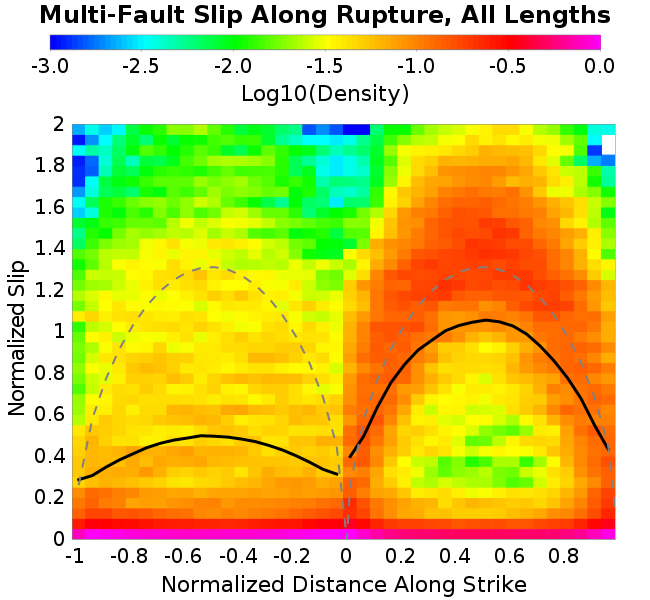 Multi-Fault Slip Along Rupture, All Lengths
-3.0 -2.5 -2.0 -1.5 -1.0 -0.5 0.0
Log10(Density)
2
1.8
1.6
1.4
1.2
1
0.8
0.6
0.4
0.2
0
Normalized Slip
-1 -0.8 -0.6 -0.4 -0.2 0 0.2 0.4 0.6 0.8
Normalized Distance Along Strike